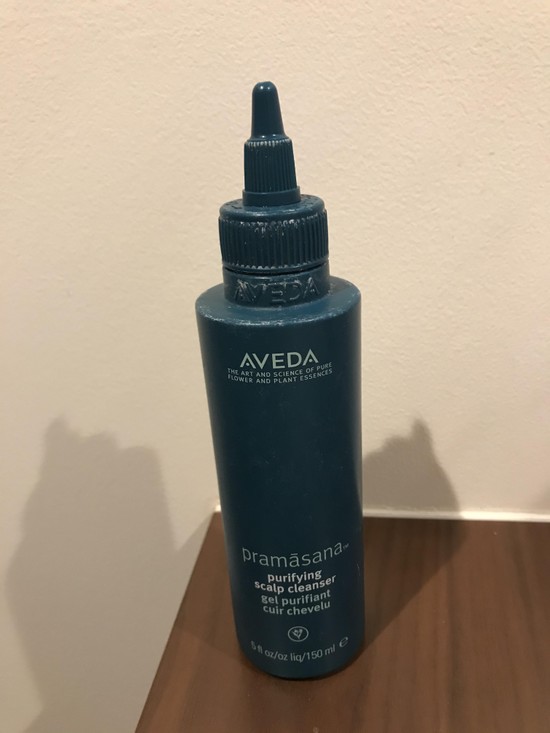 AVEDA
AVEDA
THE ART AND SCIENCE OF PURE
FLOWER AND PLANT ESSENCES
pramāsana™
purifying
scalp cleanser
gel purifiant
cuir chevelu
5 fl oz/oz liq/150 ml ℮